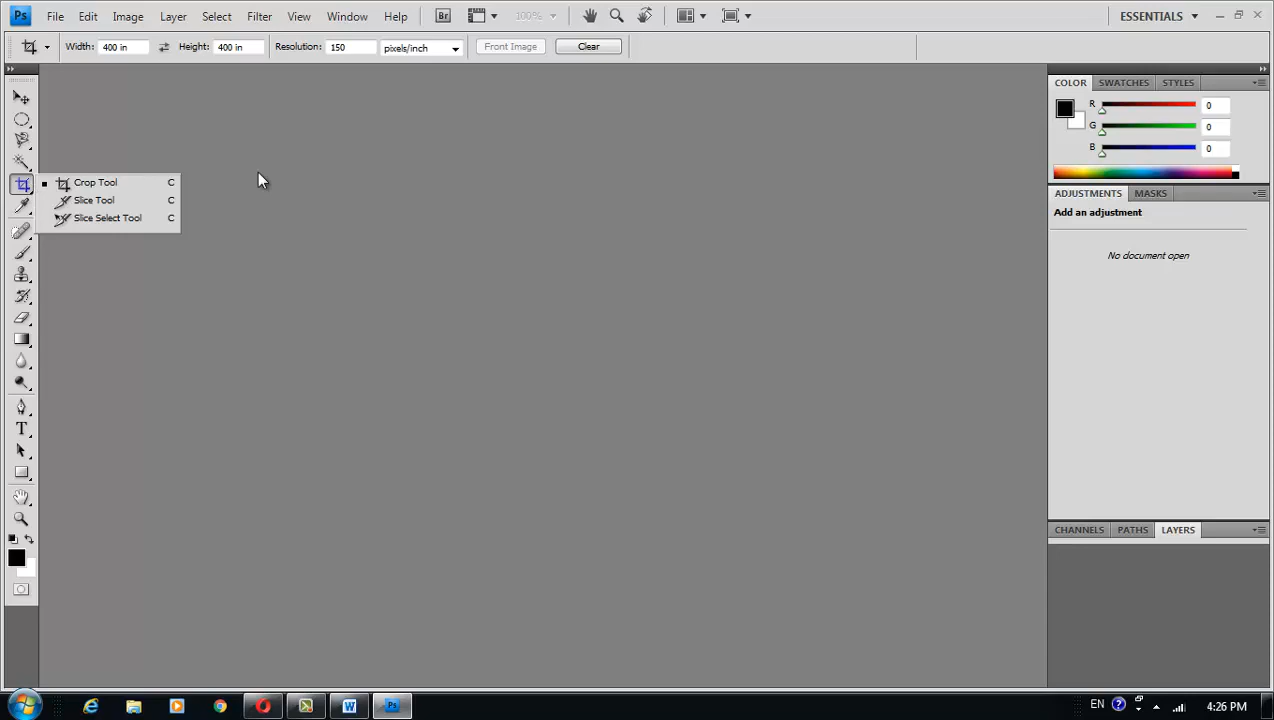 Ps File Edit Image Layer Select Filter View Window Help Br 100% ESSENTIALS
Width: 400 in Height: 400 in Resolution: 150 pixels/inch Front Image Clear
COLOR SWATCHES STYLES
R 0
G 0
B 0
Crop Tool C
Slice Tool C
Slice Select Tool C
ADJUSTMENTS MASKS
Add an adjustment
No document open
T
CHANNELS PATHS LAYERS
W Ps EN ? 4:26 PM